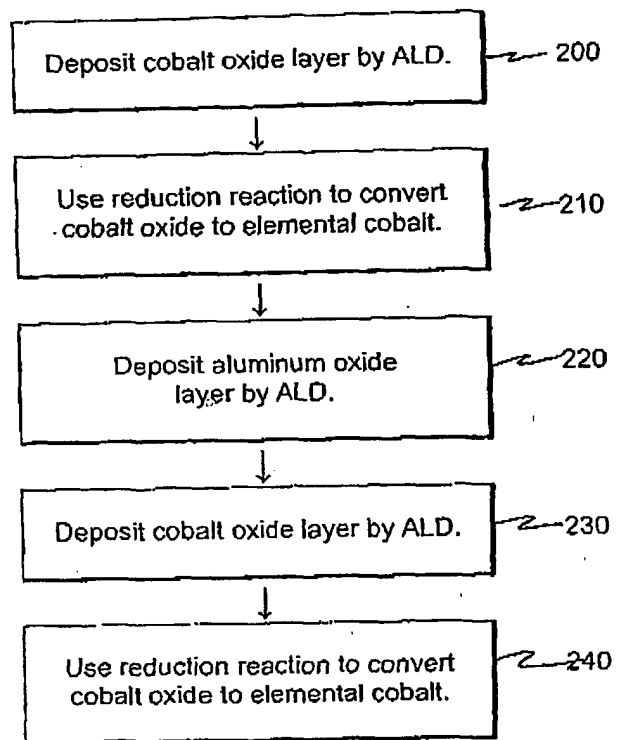 Deposit cobalt oxide layer by ALD.
200
Use reduction reaction to convert
cobalt oxide to elemental cobalt.
210
Deposit aluminum oxide
layer by ALD.
220
Deposit cobalt oxide layer by ALD.
230
Use reduction reaction to convert
cobalt oxide to elemental cobalt.
240